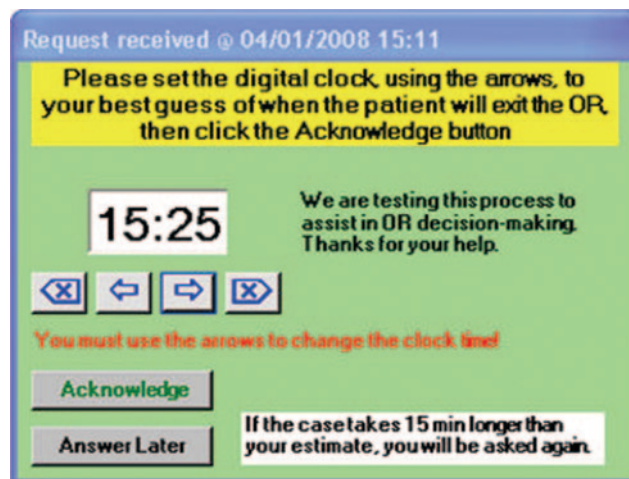 Request received @ 04/01/2008 15:11
Please set the digital clock, using the arrows, to
your best guess of when the patient will exit the OR,
then click the Acknowledge button
15:25
We are testing this process to
assist in OR decision-making.
Thanks for your help.
You must use the arrows to change the clock time!
Acknowledge
Answer Later
If the case takes 15 min longer than
your estimate, you will be asked again.